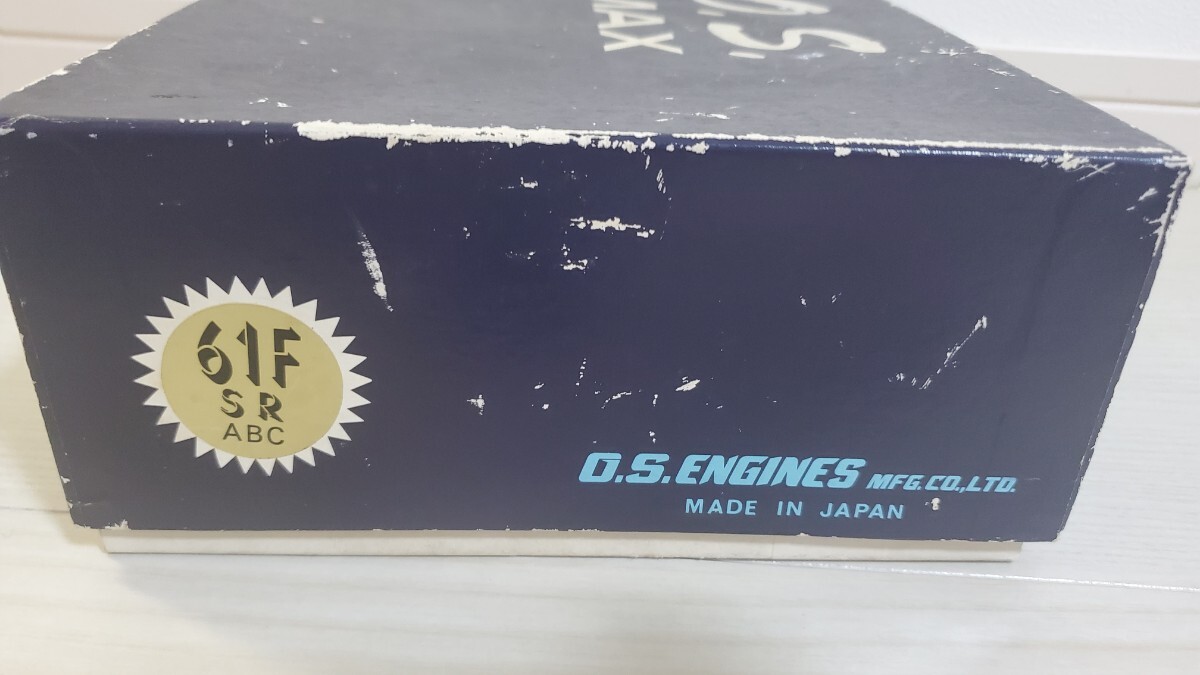 O.S.
MAX
61F
SR
ABC
O.S. ENGINES MFG. CO., LTD.
MADE IN JAPAN